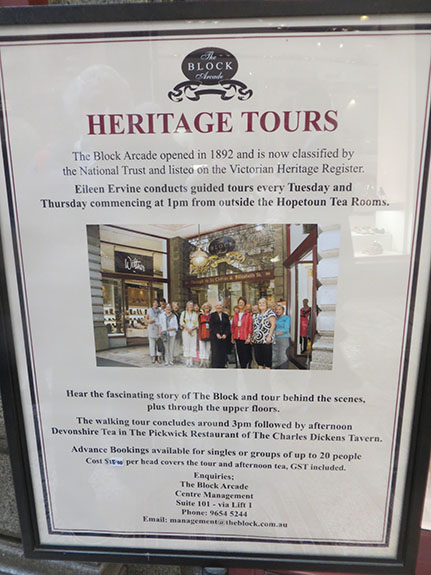 The
BLOCK
Arcade
HERITAGE TOURS
The Block Arcade opened in 1892 and is now classified by
the National Trust and listed on the Victorian Heritage Register.
Eileen Ervine conducts guided tours every Tuesday and
Thursday commencing at 1pm from outside the Hopetoun Tea Rooms.
Hear the fascinating story of The Block and tour behind the scenes,
plus through the upper floors.
The walking tour concludes around 3pm followed by afternoon
Devonshire Tea in The Pickwick Restaurant of The Charles Dickens Tavern.
Advance Bookings available for singles or groups of up to 20 people
Cost per head covers the tour and afternoon tea, GST included.
Enquiries;
The Block Arcade
Centre Management
Suite 101 - via Lift 1
Phone: 9654 5244
Email: management@theblock.com.au